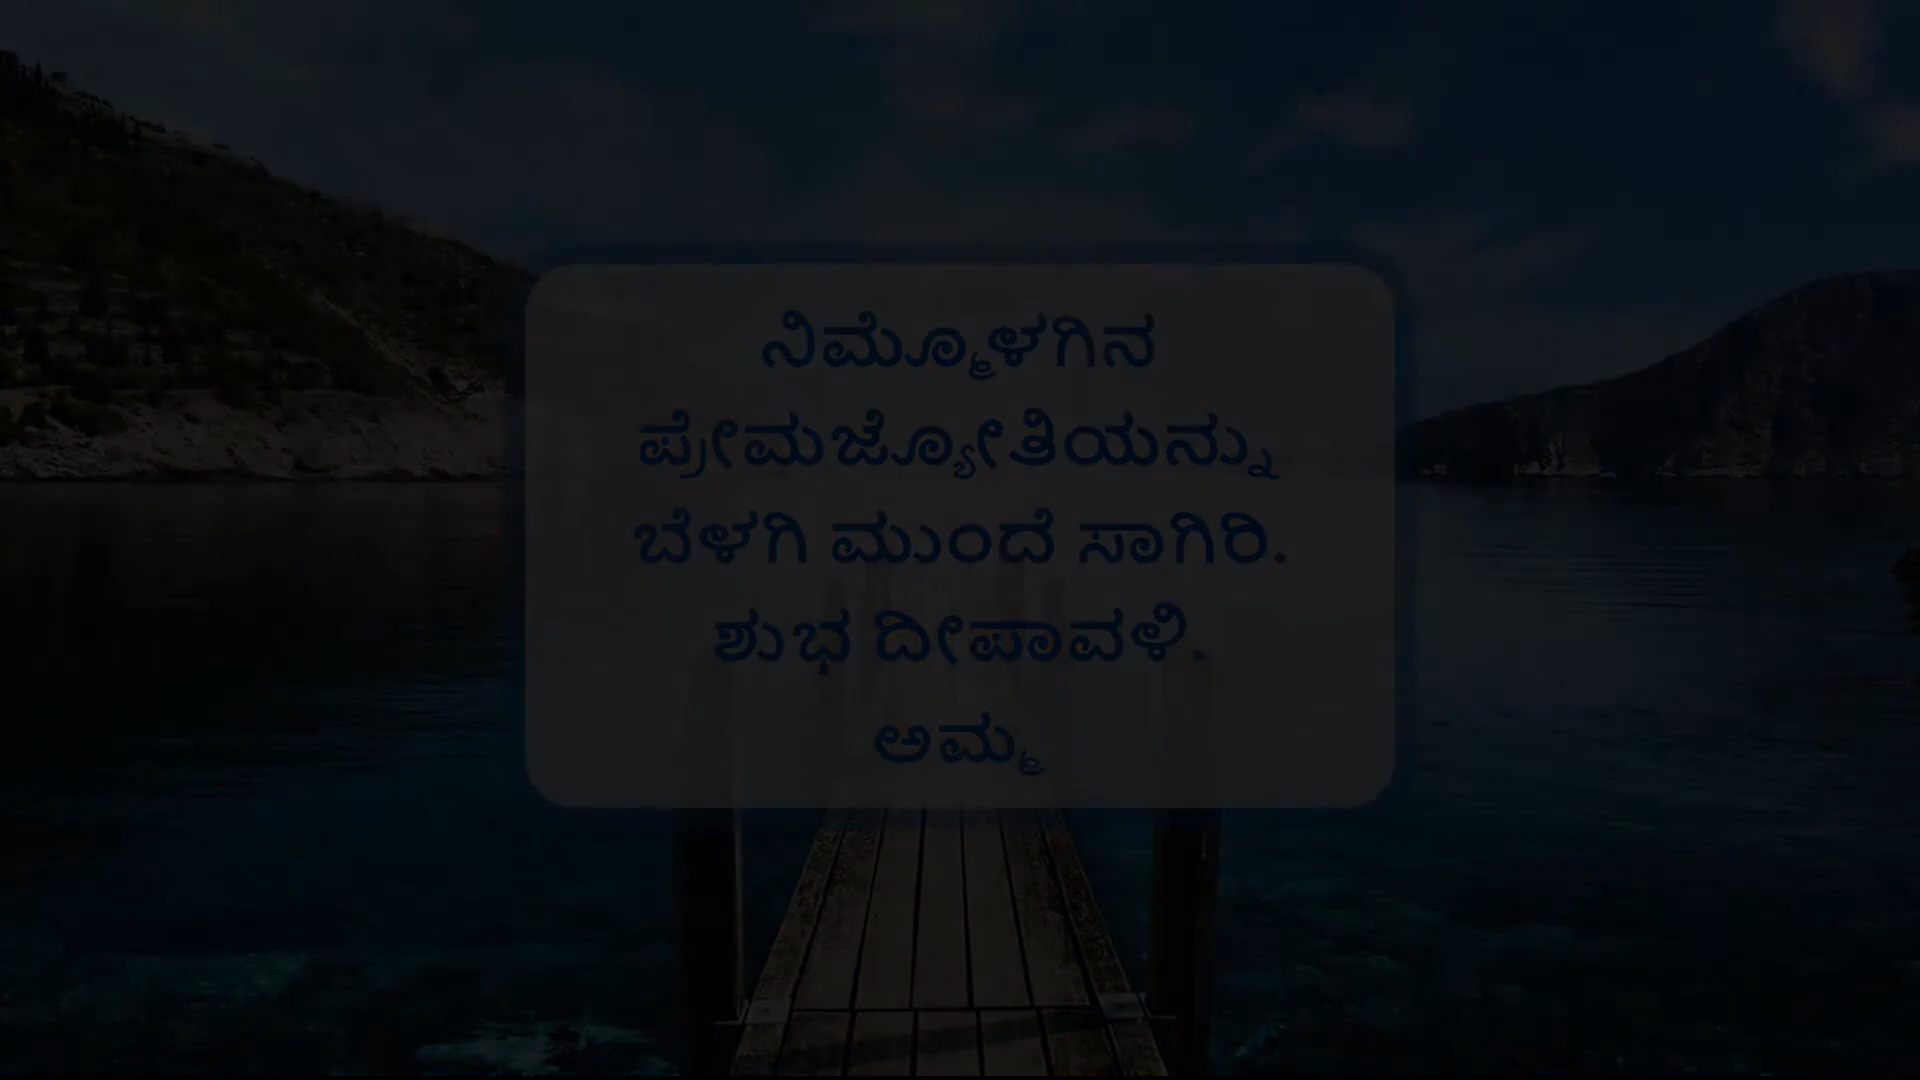 ನಿಮ್ಮೊಳಗಿನ
ಪ್ರೇಮಜ್ಯೋತಿಯನ್ನು
ಬೆಳಗಿ ಮುಂದೆ ಸಾಗಿರಿ.
ಶುಭ ದೀಪಾವಳಿ.
ಅಮ್ಮ